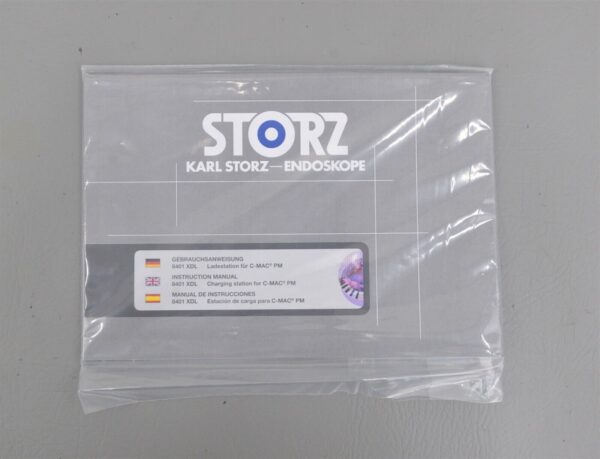 STORZ
KARL STORZ—ENDOSKOPE
GEBRAUCHSANWEISUNG
8401 XDL Ladestation für C-MAC® PM
INSTRUCTION MANUAL
8401 XDL Charging station for C-MAC® PM
MANUAL DE INSTRUCCIONES
8401 XDL Estación de carga para C-MAC® PM